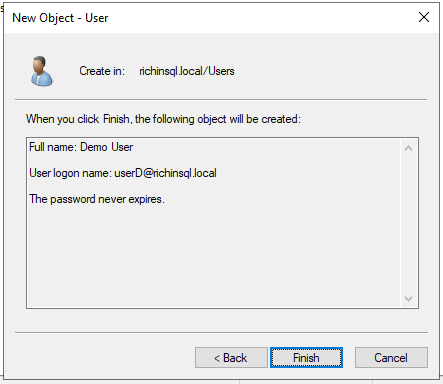 New Object - User
Create in: richinsql.local/Users
When you click Finish, the following object will be created:
Full name: Demo User
User logon name: userD@richinsql.local
The password never expires.
< Back Finish Cancel